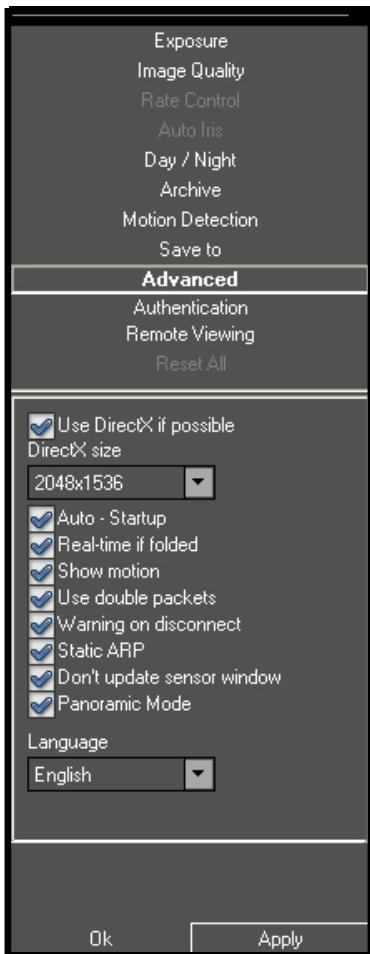 Exposure
Image Quality
Rate Control
Auto Iris
Day / Night
Archive
Motion Detection
Save to
Advanced
Authentication
Remote Viewing
Reset All
Use DirectX if possible
DirectX size
2048x1536
Auto - Startup
Real-time if folded
Show motion
Use double packets
Warning on disconnect
Static ARP
Don't update sensor window
Panoramic Mode
Language
English
Ok Apply